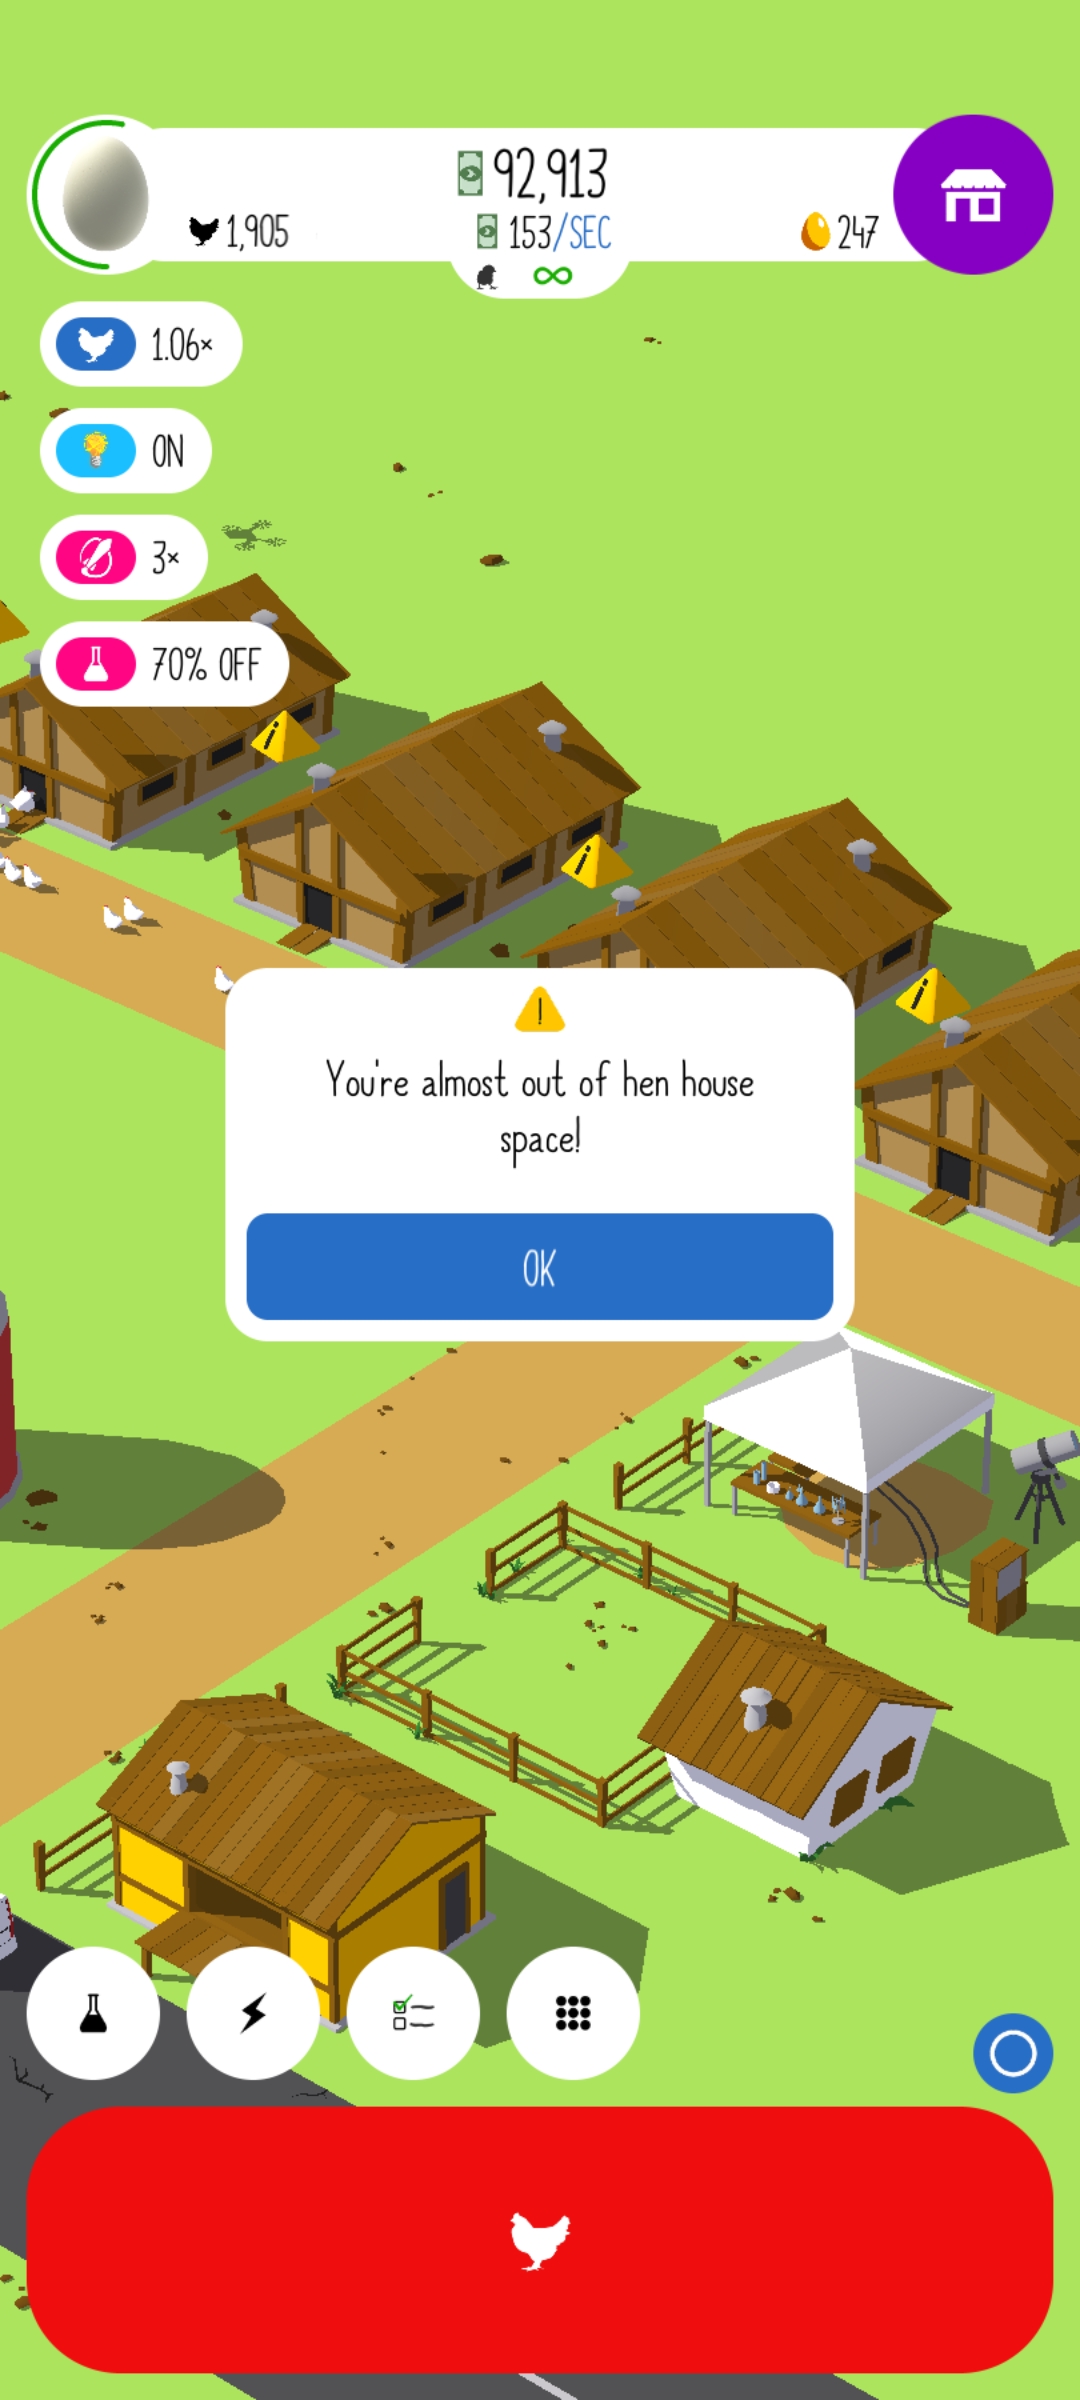 92,913
1,905
153/SEC
247
1.06×
ON
3×
70% OFF
You're almost out of hen house
space!
OK